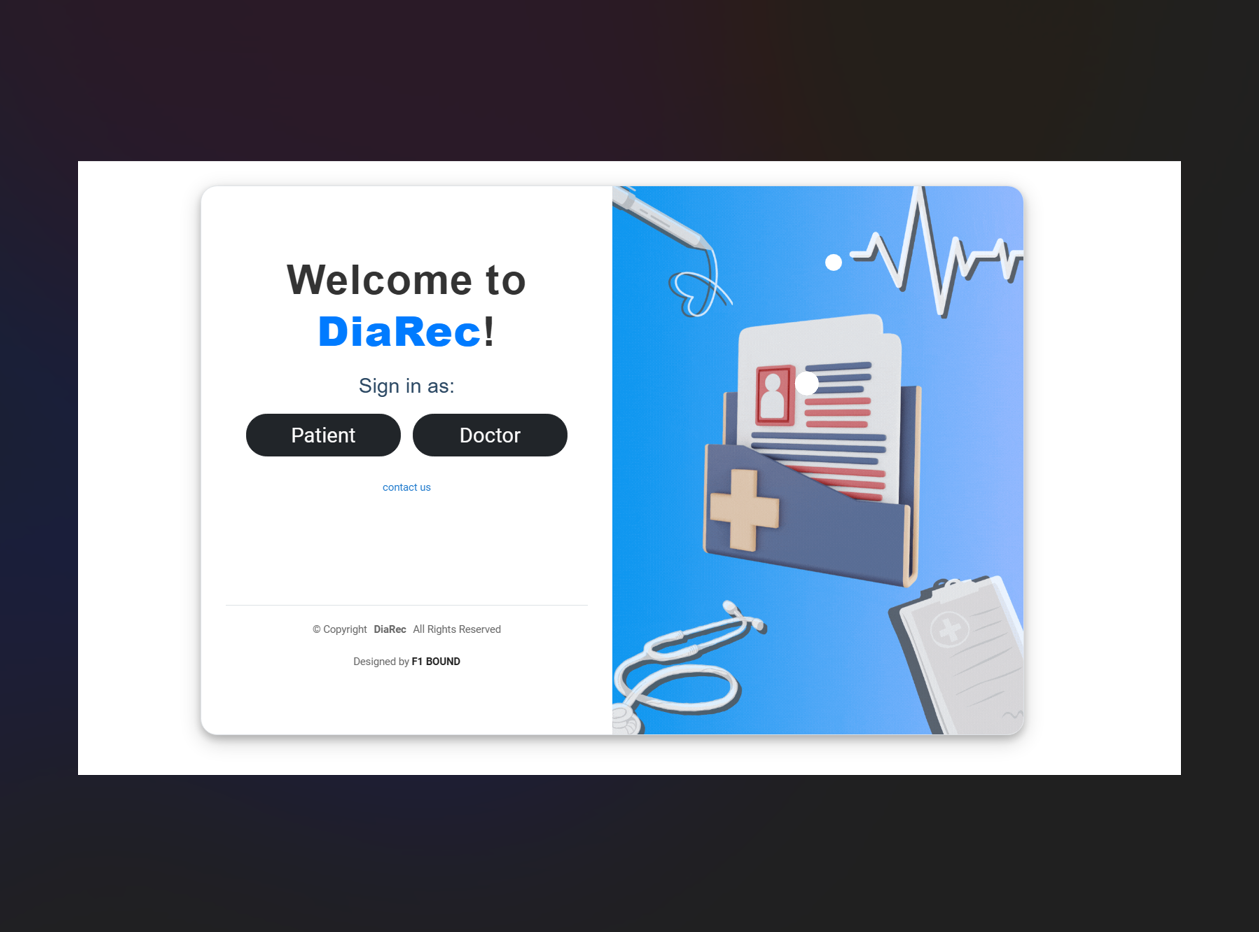 Welcome to
DiaRec!
Sign in as:
Patient Doctor
contact us
© Copyright DiaRec All Rights Reserved
Designed by F1 BOUND